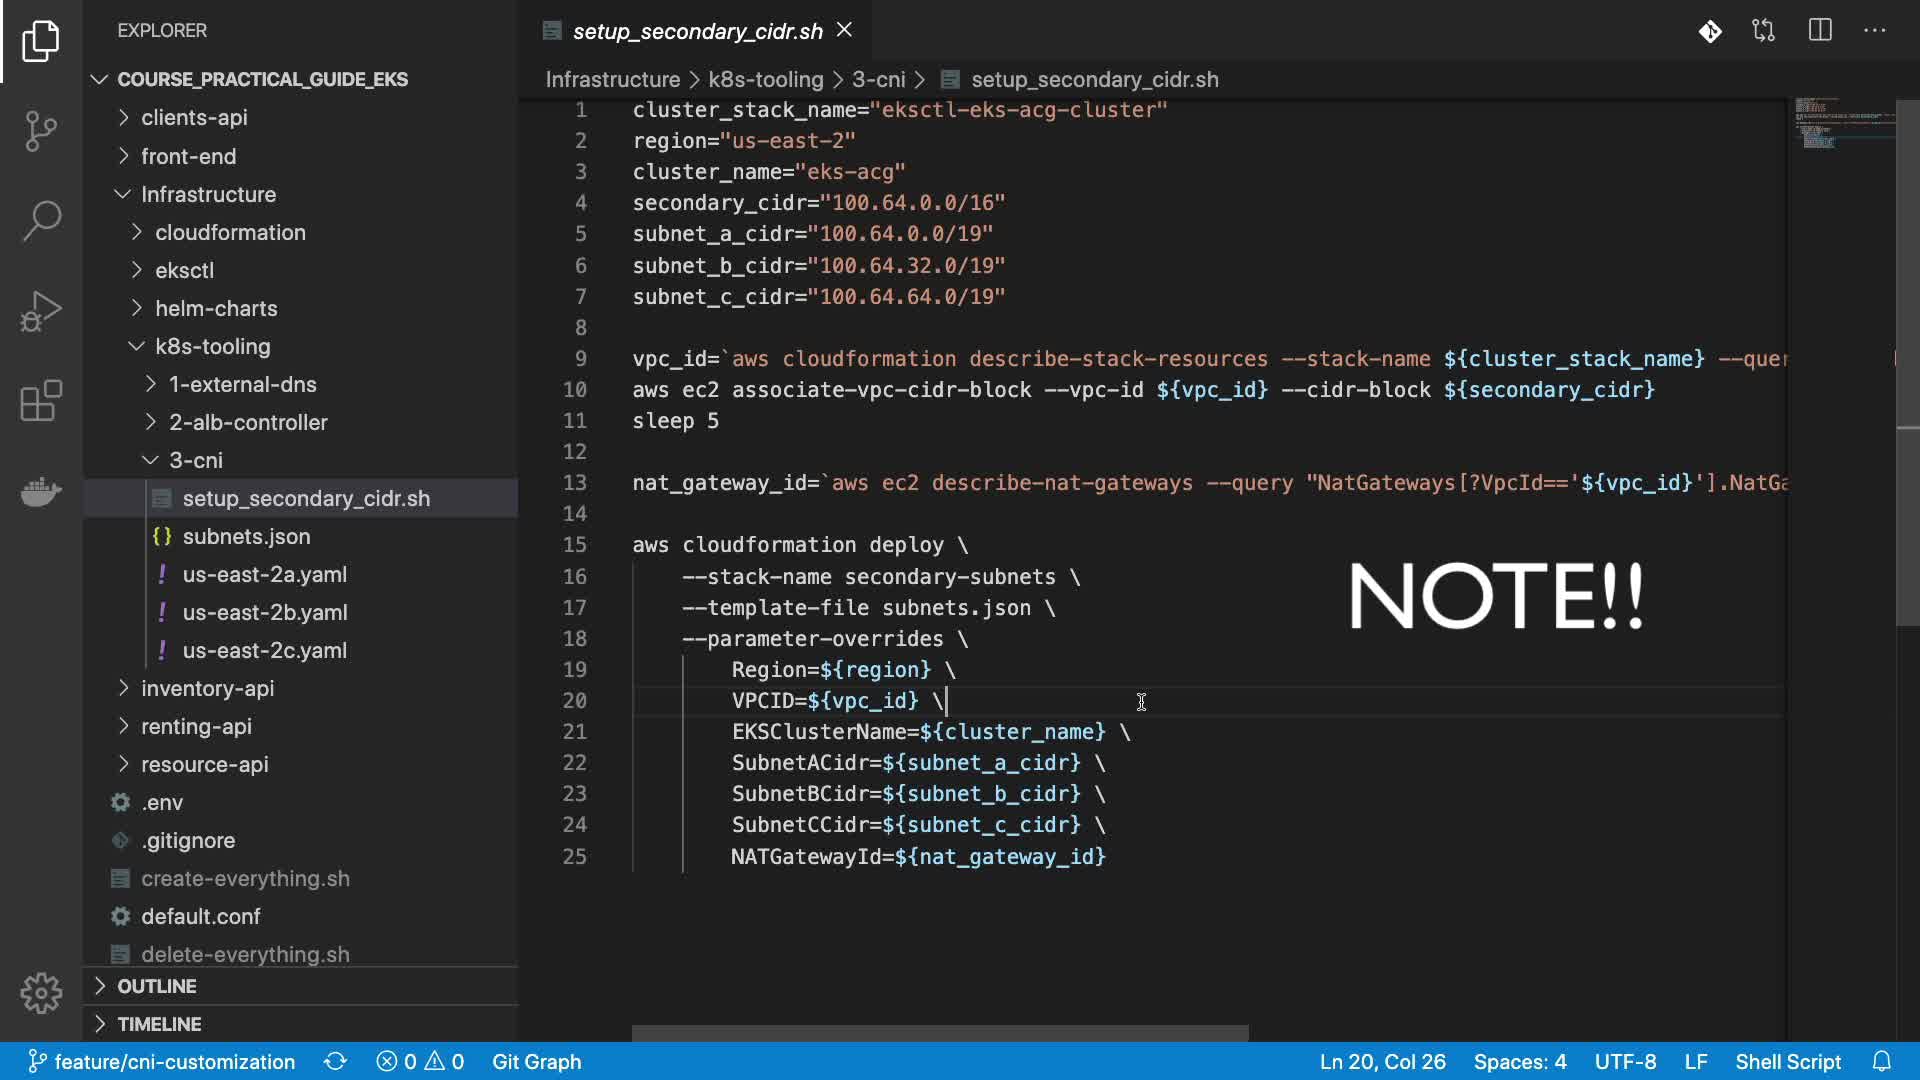 EXPLORER
COURSE_PRACTICAL_GUIDE_EKS
clients-api
front-end
Infrastructure
cloudformation
eksctl
helm-charts
k8s-tooling
1-external-dns
2-alb-controller
3-cni
setup_secondary_cidr.sh
{} subnets.json
! us-east-2a.yaml
! us-east-2b.yaml
! us-east-2c.yaml
inventory-api
renting-api
resource-api
.env
.gitignore
create-everything.sh
default.conf
delete-everything.sh
OUTLINE
TIMELINE
setup_secondary_cidr.sh
Infrastructure > k8s-tooling > 3-cni > setup_secondary_cidr.sh
1 cluster_stack_name="eksctl-eks-acg-cluster"
2 region="us-east-2"
3 cluster_name="eks-acg"
4 secondary_cidr="100.64.0.0/16"
5 subnet_a_cidr="100.64.0.0/19"
6 subnet_b_cidr="100.64.32.0/19"
7 subnet_c_cidr="100.64.64.0/19"
8
9 vpc_id=`aws cloudformation describe-stack-resources --stack-name ${cluster_stack_name} --quer
10 aws ec2 associate-vpc-cidr-block --vpc-id ${vpc_id} --cidr-block ${secondary_cidr}
11 sleep 5
12
13 nat_gateway_id=`aws ec2 describe-nat-gateways --query "NatGateways[?VpcId=='${vpc_id}'].NatGa
14
15 aws cloudformation deploy \
16 --stack-name secondary-subnets \
17 --template-file subnets.json \
18 --parameter-overrides \
19 Region=${region} \
20 VPCID=${vpc_id} \
21 EKSClusterName=${cluster_name} \
22 SubnetACidr=${subnet_a_cidr} \
23 SubnetBCidr=${subnet_b_cidr} \
24 SubnetCCidr=${subnet_c_cidr} \
25 NATGatewayId=${nat_gateway_id}
NOTE!!
feature/cni-customization 0 0 Git Graph Ln 20, Col 26 Spaces: 4 UTF-8 LF Shell Script